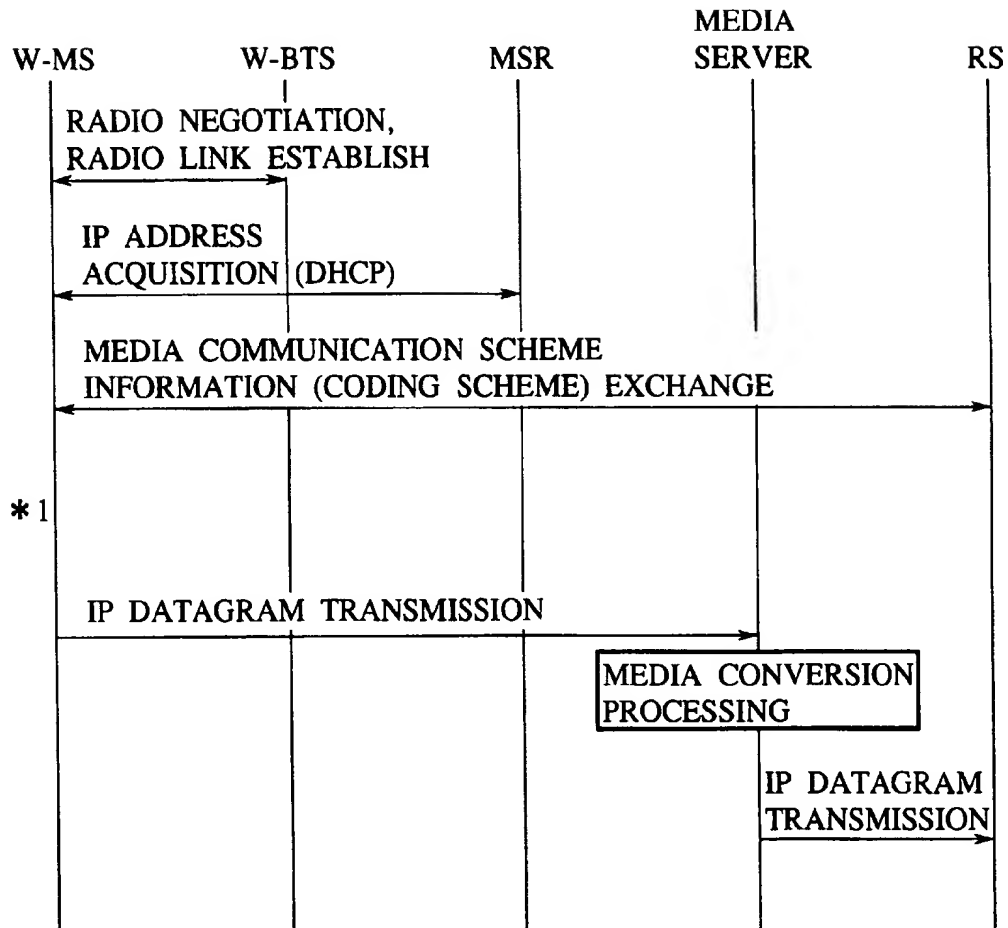 MEDIA
W-MS W-BTS MSR SERVER RS
RADIO NEGOTIATION,
RADIO LINK ESTABLISH
IP ADDRESS
ACQUISITION (DHCP)
MEDIA COMMUNICATION SCHEME
INFORMATION (CODING SCHEME) EXCHANGE
*1
IP DATAGRAM TRANSMISSION
MEDIA CONVERSION
PROCESSING
IP DATAGRAM
TRANSMISSION